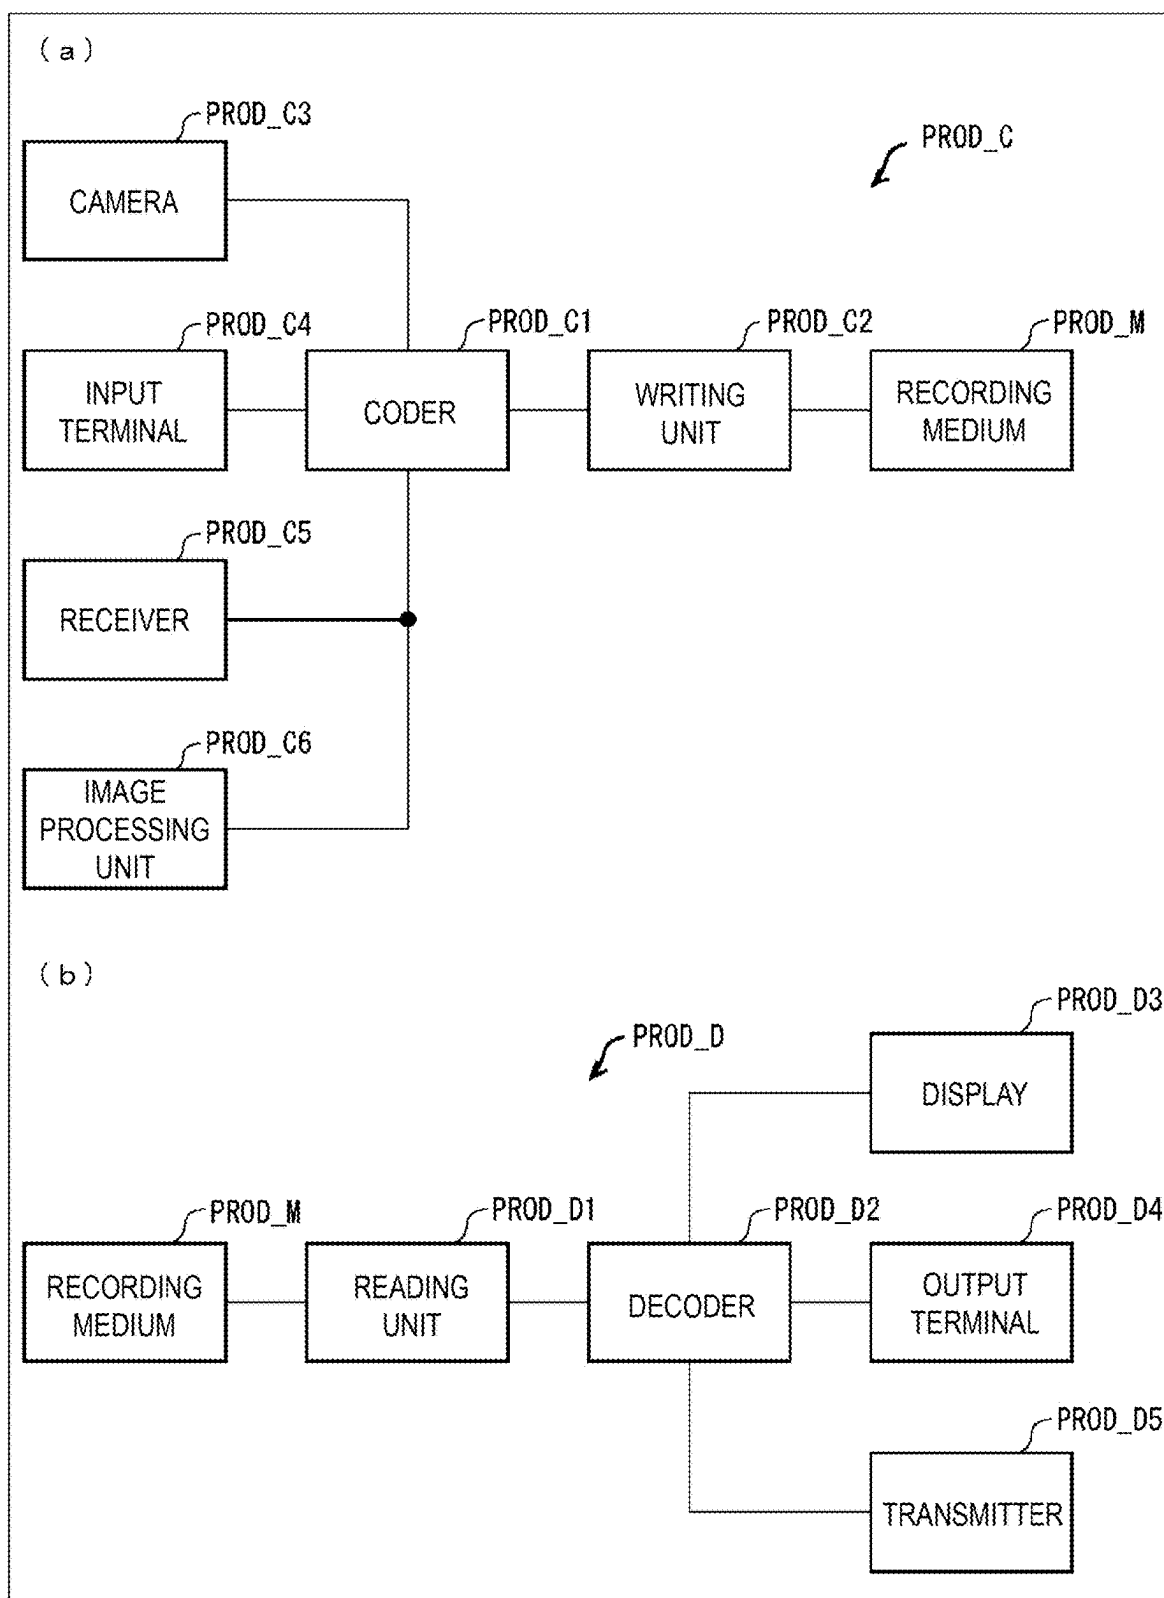 (a)
PROD_C3
CAMERA
PROD_C
PROD_C4
INPUT
TERMINAL
PROD_C1
CODER
PROD_C2
WRITING
UNIT
PROD_M
RECORDING
MEDIUM
PROD_C5
RECEIVER
PROD_C6
IMAGE
PROCESSING
UNIT
(b)
PROD_D
PROD_D3
DISPLAY
PROD_M
RECORDING
MEDIUM
PROD_D1
READING
UNIT
PROD_D2
DECODER
PROD_D4
OUTPUT
TERMINAL
PROD_D5
TRANSMITTER